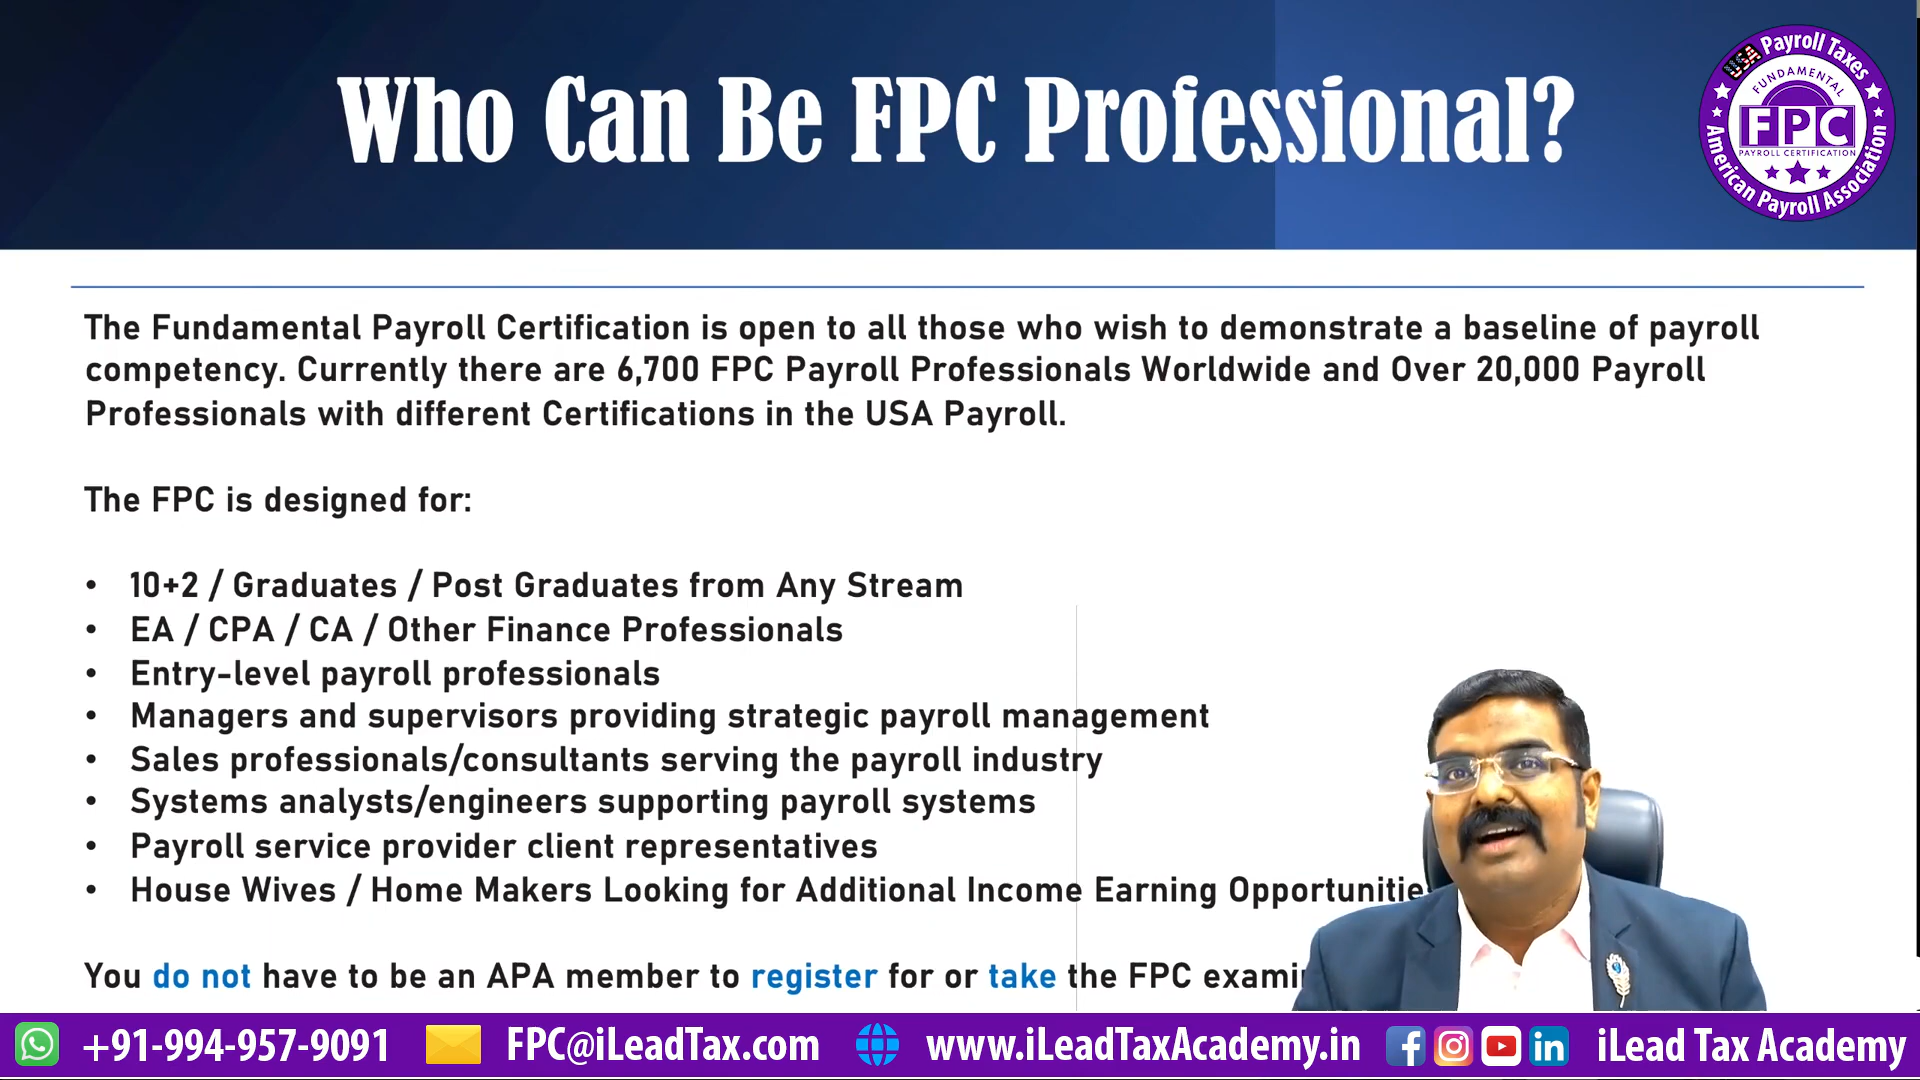 Who Can Be FPC Professional?
USA Payroll Taxes
FUNDAMENTAL
FPC
PAYROLL CERTIFICATION
American Payroll Association
The Fundamental Payroll Certification is open to all those who wish to demonstrate a baseline of payroll
competency. Currently there are 6,700 FPC Payroll Professionals Worldwide and Over 20,000 Payroll
Professionals with different Certifications in the USA Payroll.
The FPC is designed for:
• 10+2 / Graduates / Post Graduates from Any Stream
• EA / CPA / CA / Other Finance Professionals
• Entry-level payroll professionals
• Managers and supervisors providing strategic payroll management
• Sales professionals/consultants serving the payroll industry
• Systems analysts/engineers supporting payroll systems
• Payroll service provider client representatives
• House Wives / Home Makers Looking for Additional Income Earning Opportunitie
You do not have to be an APA member to register for or take the FPC exami
+91-994-957-9091 FPC@iLeadTax.com www.iLeadTaxAcademy.in iLead Tax Academy